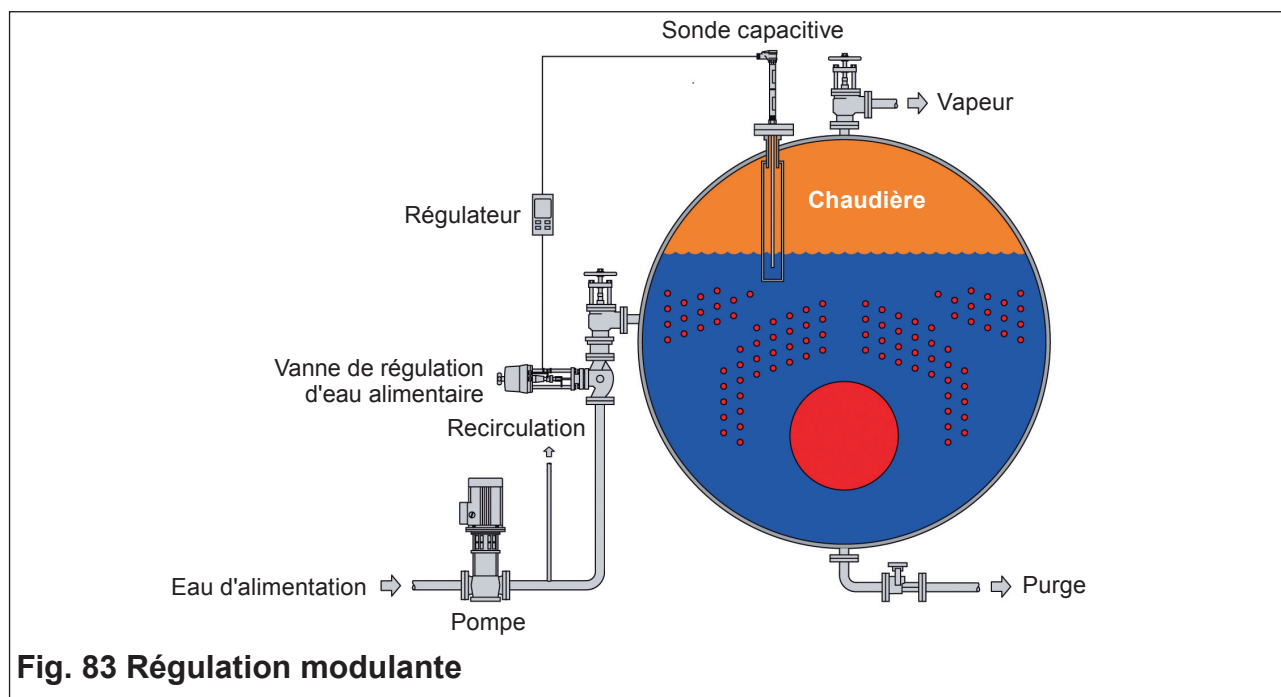 Sonde capacitive
Vapeur
Chaudière
Régulateur
Vanne de régulation
d'eau alimentaire
Recirculation
Eau d'alimentation
Purge
Pompe
Fig. 83 Régulation modulante